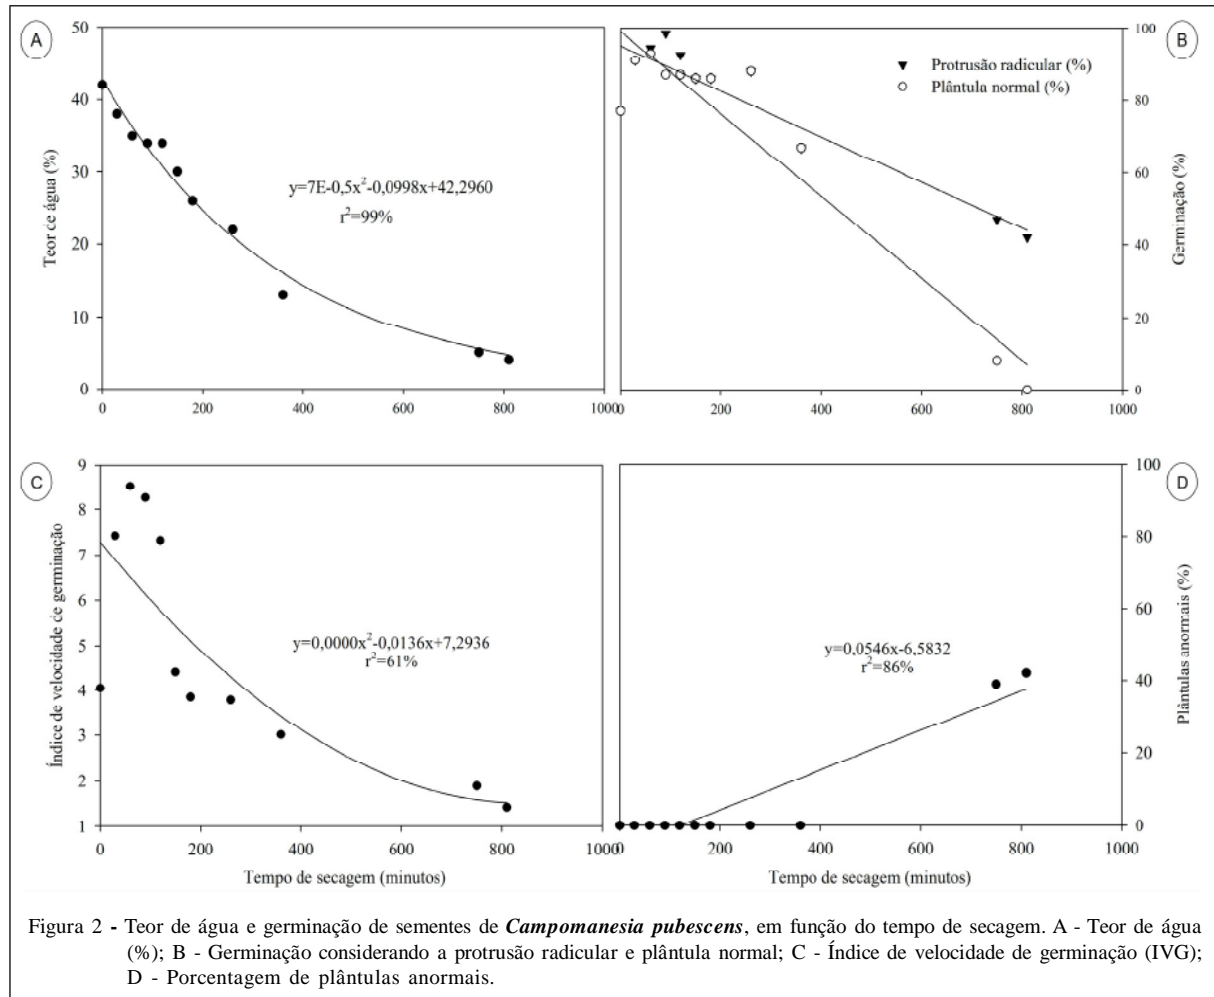 A
50
40
30
20
10
0
Teor ce água (%)
y=7E-0,5x²-0,0998x+42,2960
r²=99%
0 200 400 600 800 1000
B
▼ Protrusão radicular (%)
○ Plântula normal (%)
100
80
60
40
20
0
Germinação (%)
0 200 400 600 800 1000
C
9
8
7
6
5
4
3
2
1
Índice de velocidade ce germinação
y=0,0000x²-0,0136x+7,2936
r²=61%
0 200 400 600 800 1000
Tempo de secagem (minutos)
D
100
80
60
40
20
0
Plântulas anormais (%)
y=0,0546x-6,5832
r²=86%
0 200 400 600 800 1000
Tempo de secagem (minutos)
Figura 2 - Teor de água e germinação de sementes de Campomanesia pubescens, em função do tempo de secagem. A - Teor de água
(%); B - Germinação considerando a protrusão radicular e plântula normal; C - Índice de velocidade de germinação (IVG);
D - Porcentagem de plântulas anormais.